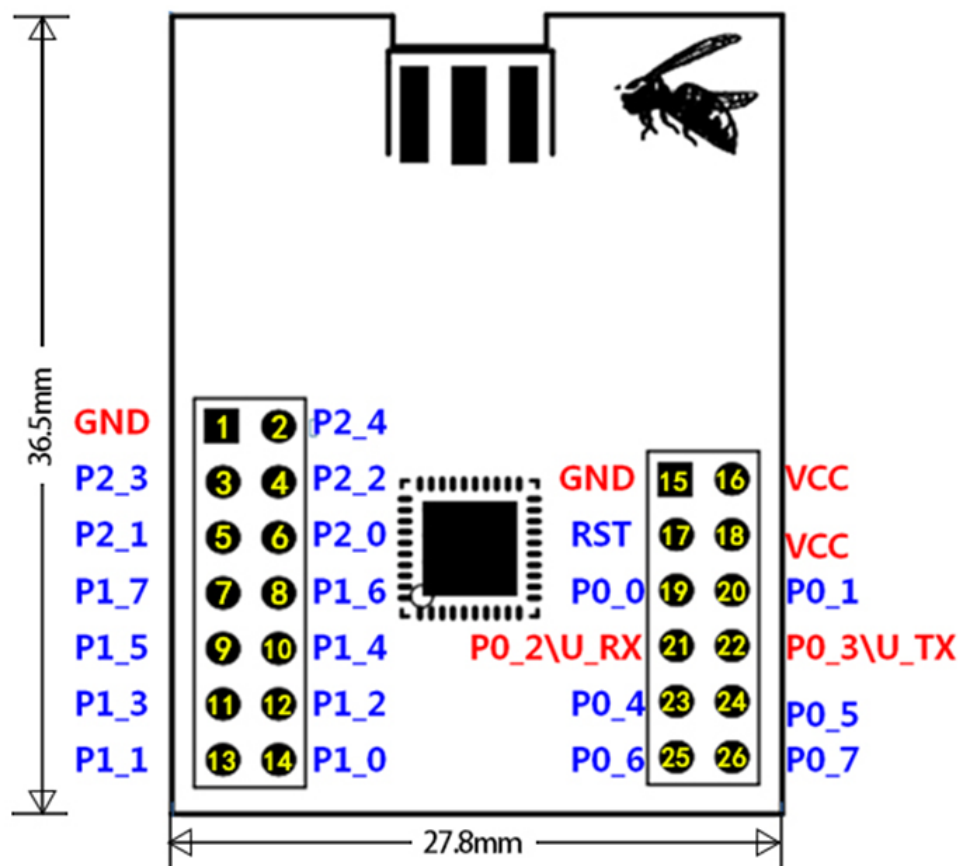 36.5mm
GND 1 2 P2_4
P2_3 3 4 P2_2
GND 15 16 VCC
P2_1 5 6 P2_0
RST 17 18 VCC
P1_7 7 8 P1_6
P0_0 19 20 P0_1
P1_5 9 10 P1_4
P0_2\U_RX 21 22 P0_3\U_TX
P1_3 11 12 P1_2
P0_4 23 24 P0_5
P1_1 13 14 P1_0
P0_6 25 26 P0_7
27.8mm